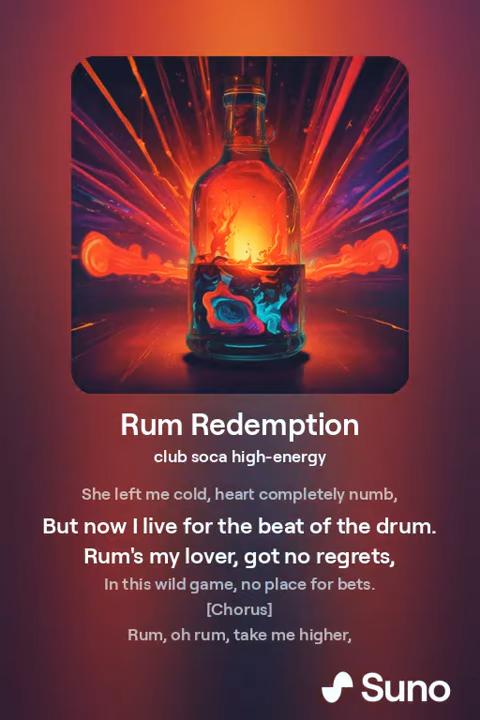 Rum Redemption
club soca high-energy
She left me cold, heart completely numb,
But now I live for the beat of the drum.
Rum's my lover, got no regrets,
In this wild game, no place for bets.
[Chorus]
Rum, oh rum, take me higher,
Suno